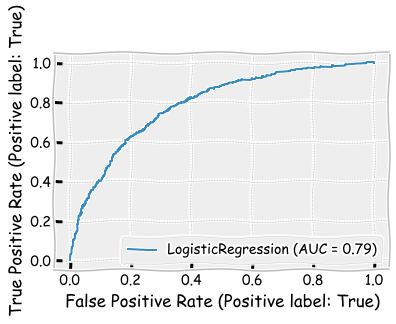 True Positive Rate (Positive label: True)
1.0
0.8
0.6
0.4
0.2
0.0
LogisticRegression (AUC = 0.79)
0.0 0.2 0.4 0.6 0.8 1.0
False Positive Rate (Positive label: True)